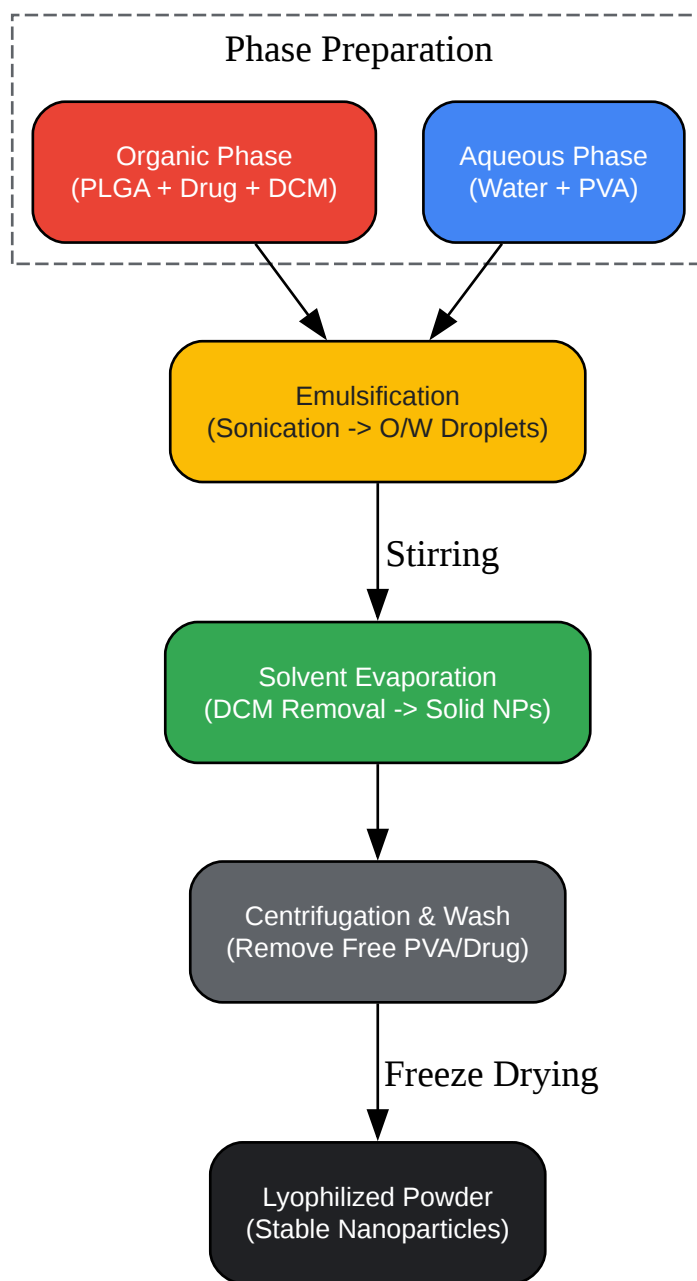 Phase Preparation
Organic Phase
(PLGA + Drug + DCM)
Aqueous Phase
(Water + PVA)
Emulsification
(Sonication -> O/W Droplets)
Stirring
Solvent Evaporation
(DCM Removal -> Solid NPs)
Centrifugation & Wash
(Remove Free PVA/Drug)
Freeze Drying
Lyophilized Powder
(Stable Nanoparticles)